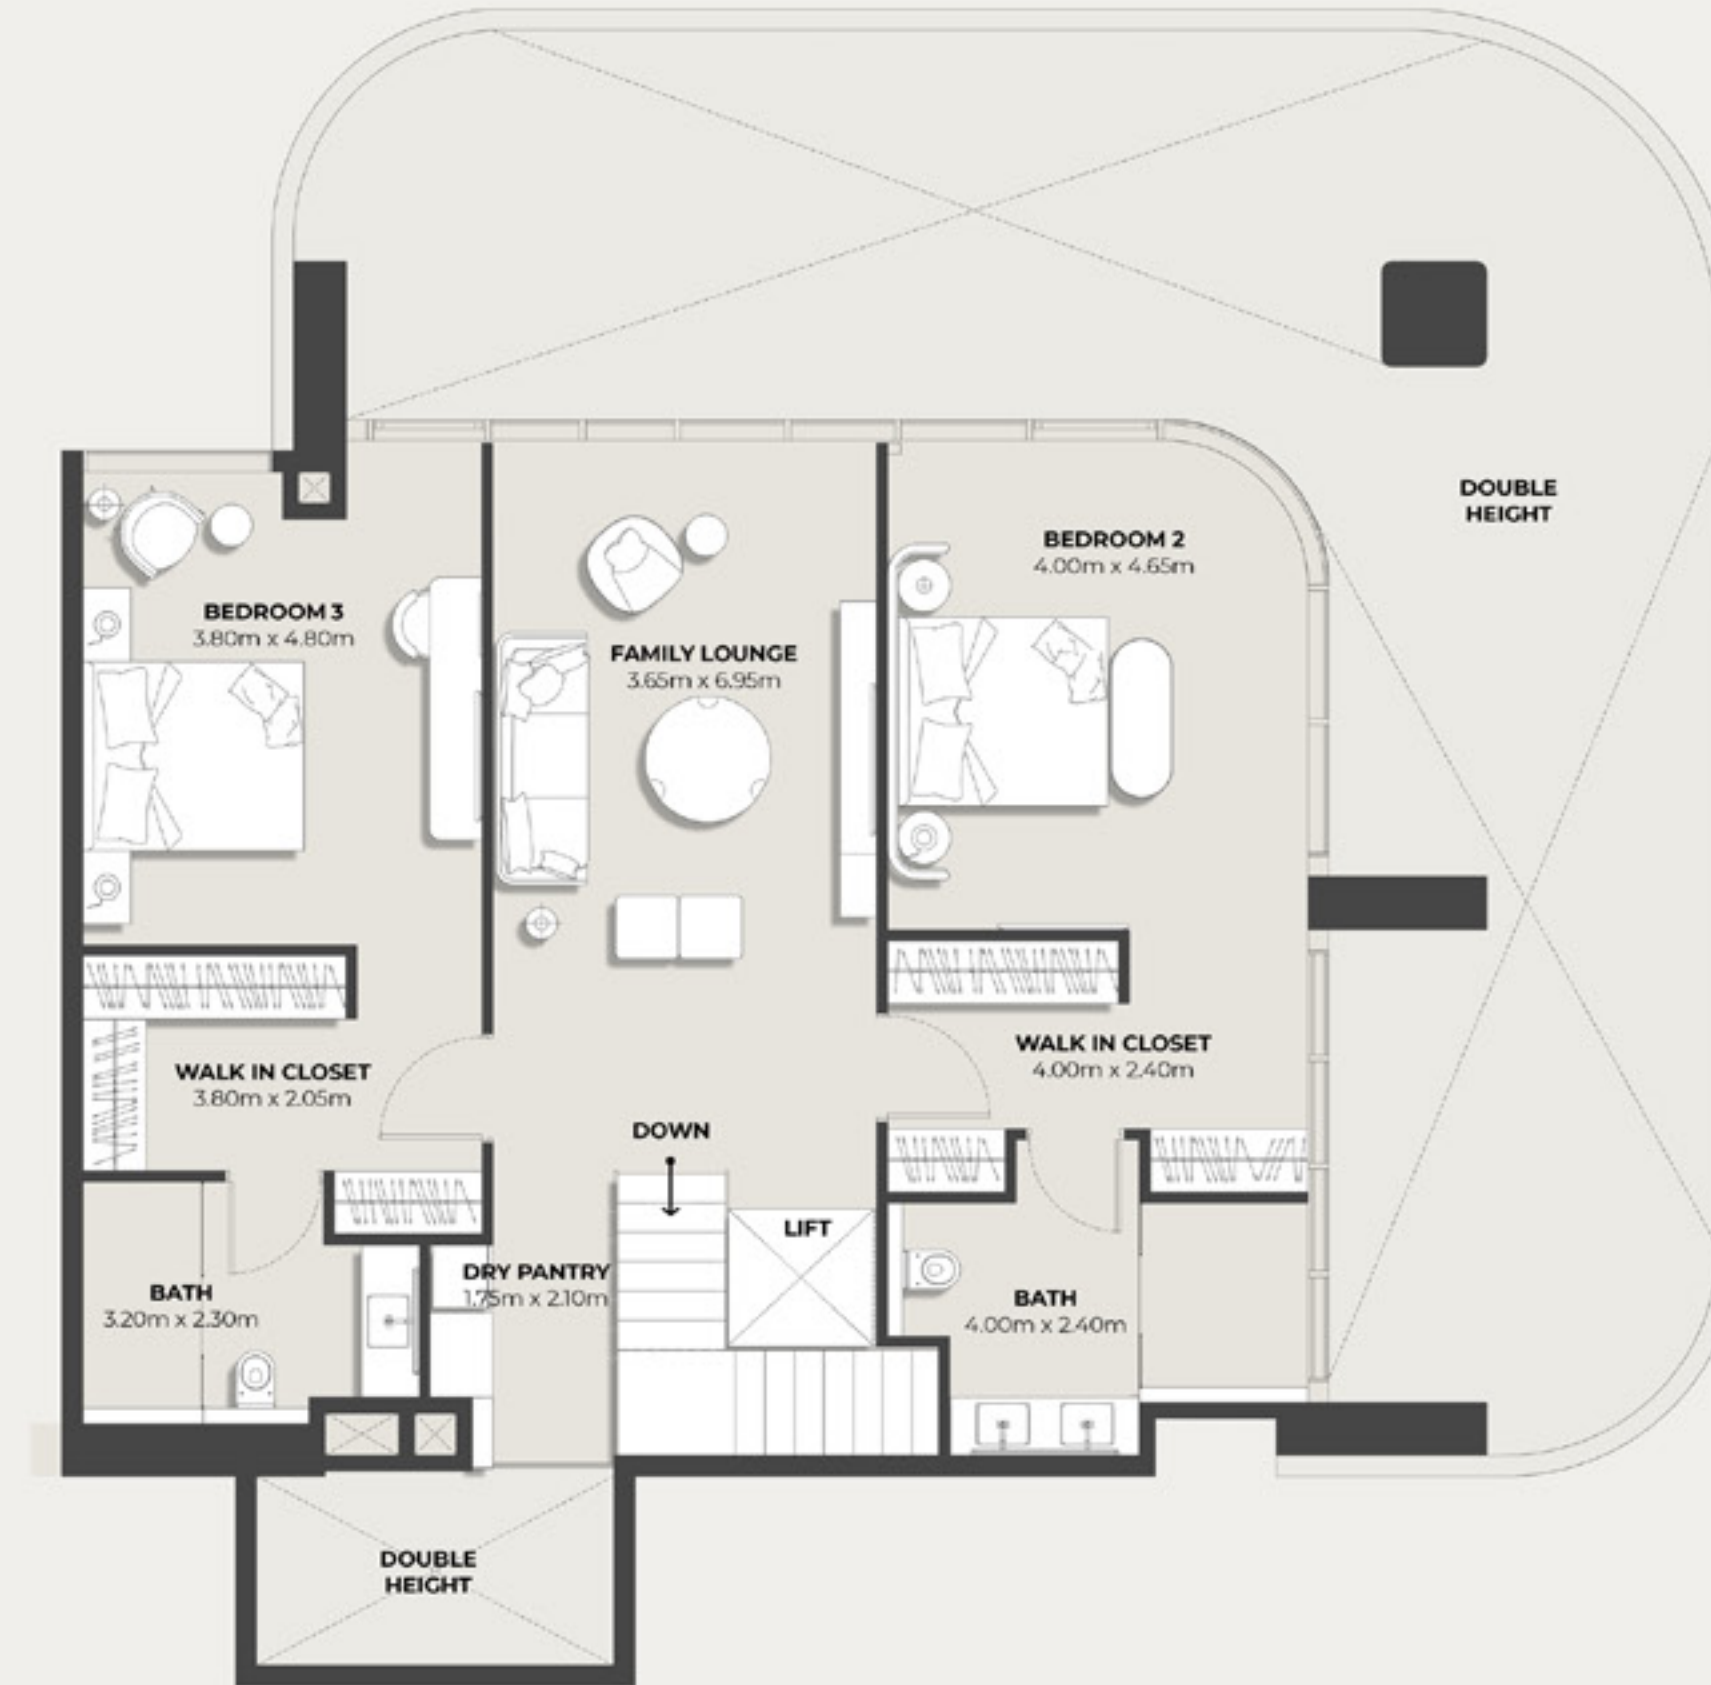 DOUBLE
HEIGHT
BEDROOM 2
4.00m x 4.65m
BEDROOM 3
3.80m x 4.80m
FAMILY LOUNGE
3.65m x 6.95m
WALK IN CLOSET
4.00m x 2.40m
WALK IN CLOSET
3.80m x 2.05m
DOWN
LIFT
DRY PANTRY
1.75m x 2.10m
BATH
3.20m x 2.30m
BATH
4.00m x 2.40m
DOUBLE
HEIGHT